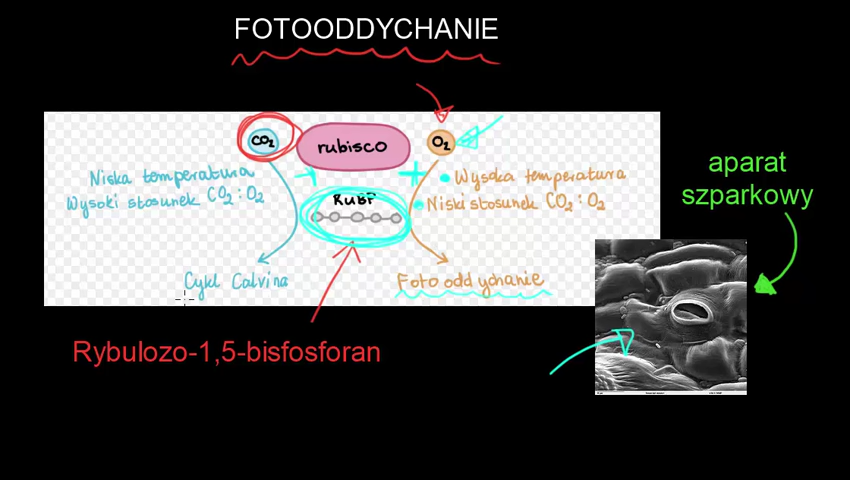 FOTOODDYCHANIE
CO₂
rubisco
O₂
Niska temperatura
Wysoki stosunek CO₂:O₂
RuBP
Wysoka temperatura
Niski stosunek CO₂:O₂
Cykl Calvina
Foto oddychanie
aparat
szparkowy
Rybulozo-1,5-bisfosforan